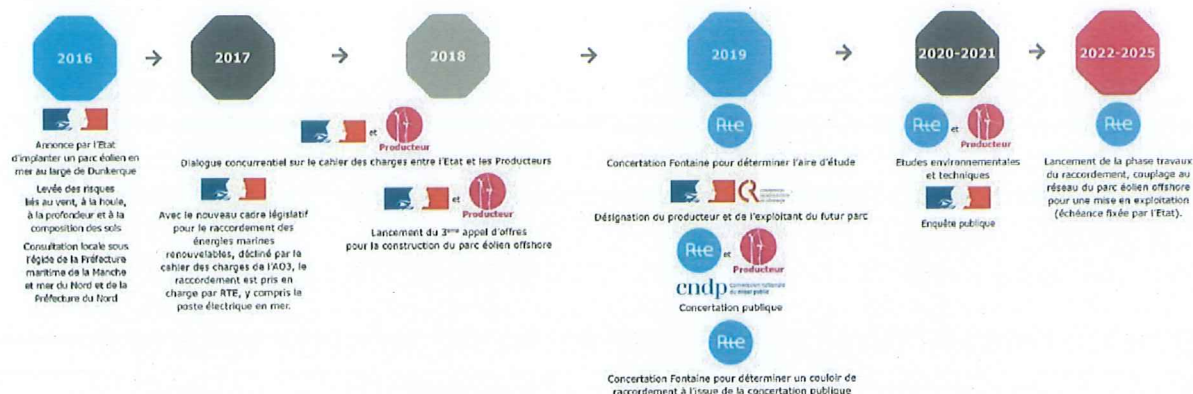 2016
2017
2018
2019
2020-2021
2022-2025
Annonce par l'Etat
d'implanter un parc éolien en
mer au large de Dunkerque
Levée des risques
liés au vent, à la houle,
à la profondeur et à la
composition des sols
Consultation locale sous
l'égide de la Préfecture
maritime de la Manche
et mer du Nord et de la
Préfecture du Nord
et
Producteur
Dialogue concurrentiel sur le cahier des charges entre l'Etat et les Producteurs
Avec le nouveau cadre législatif
pour le raccordement des
énergies marines
renouvelables, décliné par le
cahier des charges de l'AO3, le
raccordement est pris en
charge par RTE, y compris le
poste électrique en mer.
et
Producteur
Lancement du 3ème appel d'offres
pour la construction du parc éolien offshore
Rte
Concertation Fontaine pour déterminer l'aire d'étude
Désignation du producteur et de l'exploitant du futur parc
Rte et
Producteur
cndp Commission nationale
du débat public
Concertation publique
Rte
Concertation Fontaine pour déterminer un couloir de
raccordement à l'issue de la concertation publique
Rte et
Producteur
Etudes environnementales
et techniques
Enquête publique
Rte
Lancement de la phase travaux
du raccordement, couplage au
réseau du parc éolien offshore
pour une mise en exploitation
(échéance fixée par l'Etat).